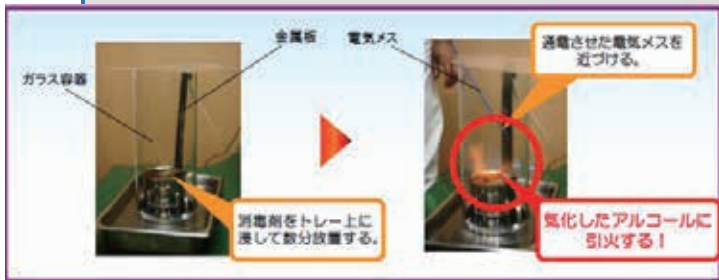 金属板
電気メス
ガラス容器
通電させた電気メスを
近づける。
消毒剤をトレー上に
浸して数分放置する。
気化したアルコールに
引火する！